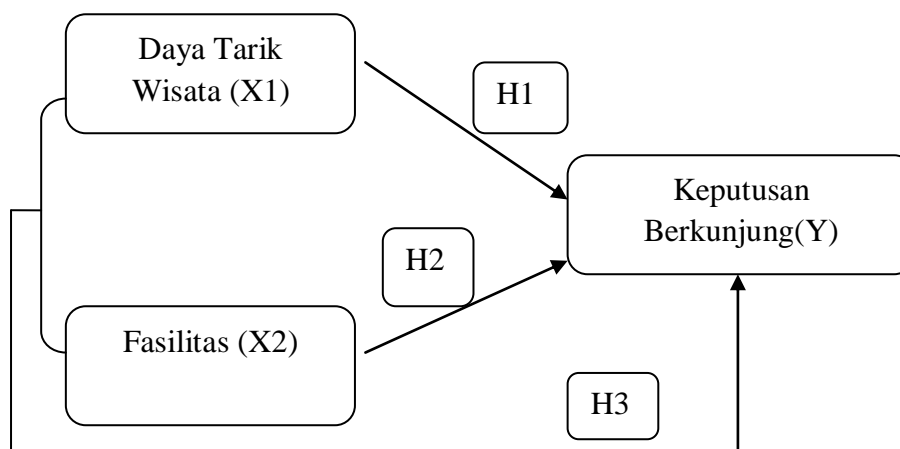 Daya Tarik
Wisata (X1)
H1
Keputusan
Berkunjung(Y)
H2
Fasilitas (X2)
H3